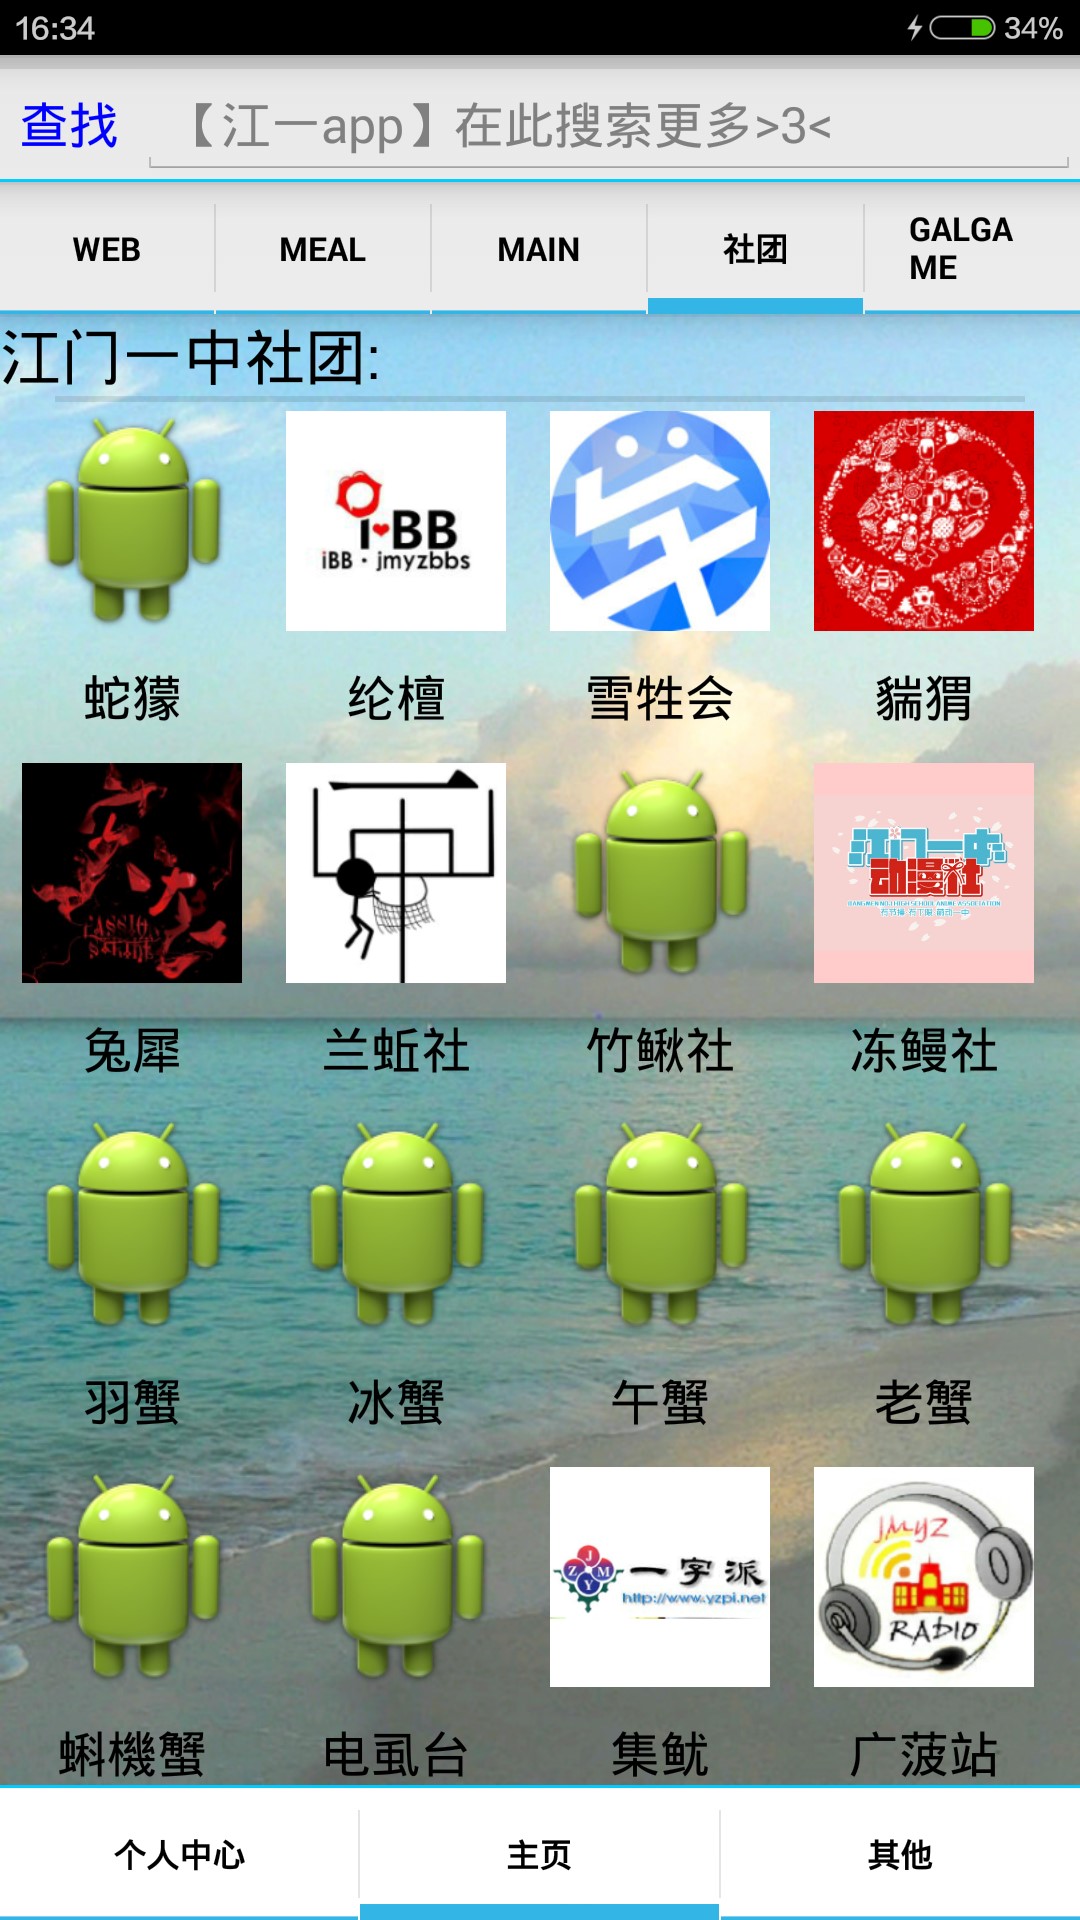 16:34
34%
查找
【江一app】在此搜索更多>3<
WEB
MEAL
MAIN
社团
GALGA
ME
江门一中社团:
i BB
iBB · jmyzbbs
蛇獴
纶檀
雪牲会
貒猬
江门一中
动漫社
兔犀
兰蚚社
竹鳅社
冻鳗社
羽蟹
冰蟹
午蟹
老蟹
J
Z M
Y
一字派
http://www.yzpi.net
JMYZ
RADIO
蝌機蟹
电虱台
集鱿
广菠站
个人中心
主页
其他